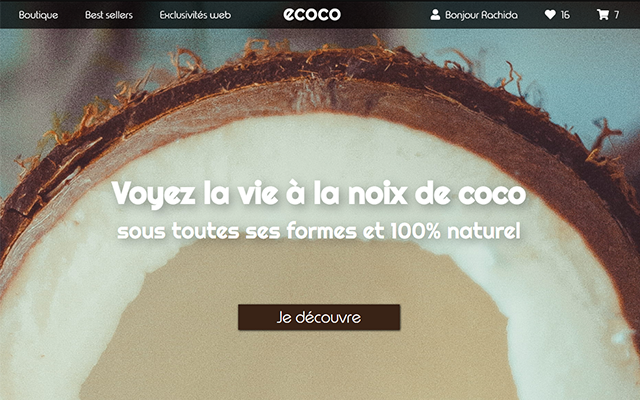 Boutique Best sellers Exclusivités web ecoco Bonjour Rachida 16 7
Voyez la vie à la noix de coco
sous toutes ses formes et 100% naturel
Je découvre